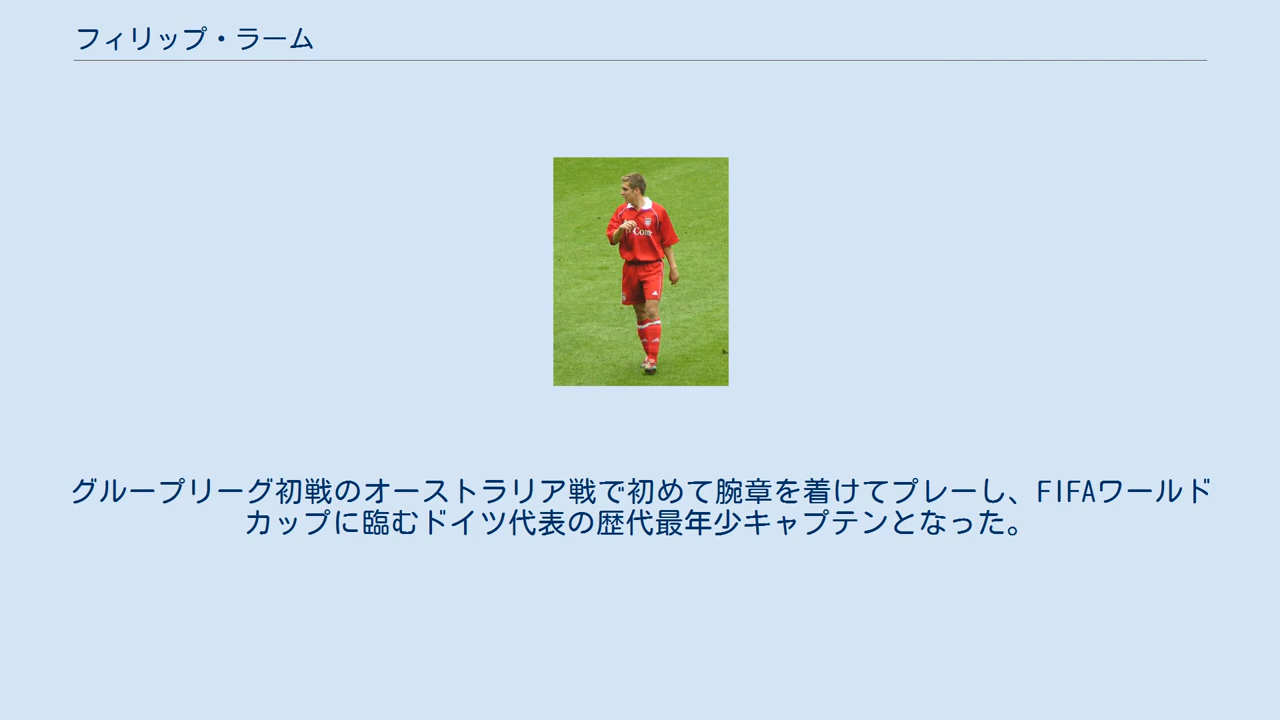 フィリップ・ラーム
Com
グループリーグ初戦のオーストラリア戦で初めて腕章を着けてプレーし、FIFAワールド
カップに臨むドイツ代表の歴代最年少キャプテンとなった。